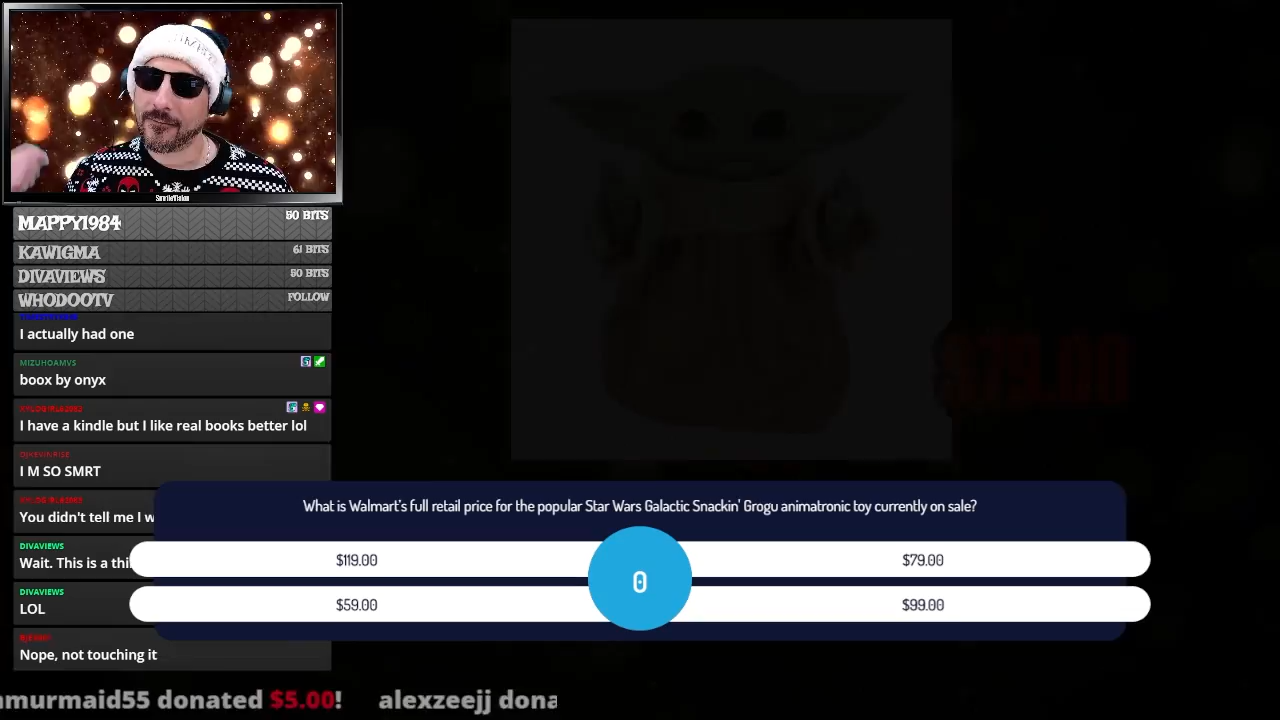 MAPPY1984 50 BITS
KAWIGMA 61 BITS
DIVAVIEWS 50 BITS
WHODOOTV FOLLOW
I actually had one
MIZUHOAMVS
boox by onyx
I have a kindle but I like real books better lol
DJKEVINRISE
I M SO SMRT
You didn't tell me I w
DIVAVIEWS
Wait. This is a thi
DIVAVIEWS
LOL
Nope, not touching it
$79.00
What is Walmart's full retail price for the popular Star Wars Galactic Snackin' Grogu animatronic toy currently on sale?
$119.00
$79.00
0
$59.00
$99.00
murmaid55 donated $5.00! alexzeejj dona